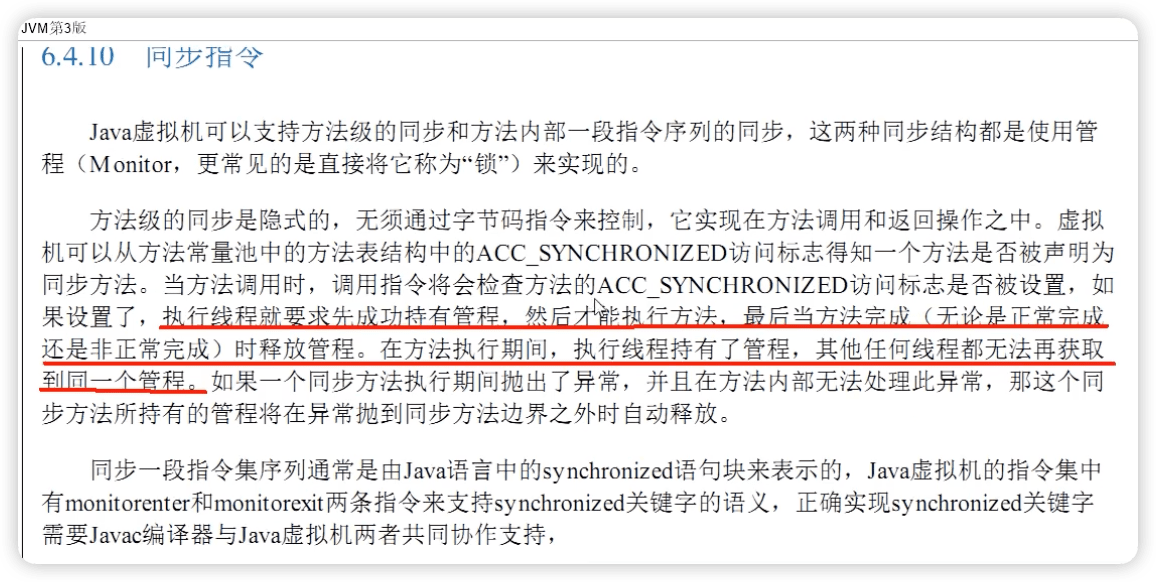 JVM第3版
6.4.10 同步指令
Java虚拟机可以支持方法级的同步和方法内部一段指令序列的同步，这两种同步结构都是使用管
程（Monitor，更常见的是直接将它称为“锁”）来实现的。
方法级的同步是隐式的，无须通过字节码指令来控制，它实现在方法调用和返回操作之中。虚拟
机可以从方法常量池中的方法表结构中的ACC_SYNCHRONIZED访问标志得知一个方法是否被声明为
同步方法。当方法调用时，调用指令将会检查方法的ACC_SYNCHRONIZED访问标志是否被设置，如
果设置了，执行线程就要求先成功持有管程，然后才能执行方法，最后当方法完成（无论是正常完成
还是非正常完成）时释放管程。在方法执行期间，执行线程持有了管程，其他任何线程都无法再获取
到同一个管程。如果一个同步方法执行期间抛出了异常，并且在方法内部无法处理此异常，那这个同
步方法所持有的管程将在异常抛到同步方法边界之外时自动释放。
同步一段指令集序列通常是由Java语言中的synchronized语句块来表示的，Java虚拟机的指令集中
有monitorenter和monitorexit两条指令来支持synchronized关键字的语义，正确实现synchronized关键字
需要Javac编译器与Java虚拟机两者共同协作支持，